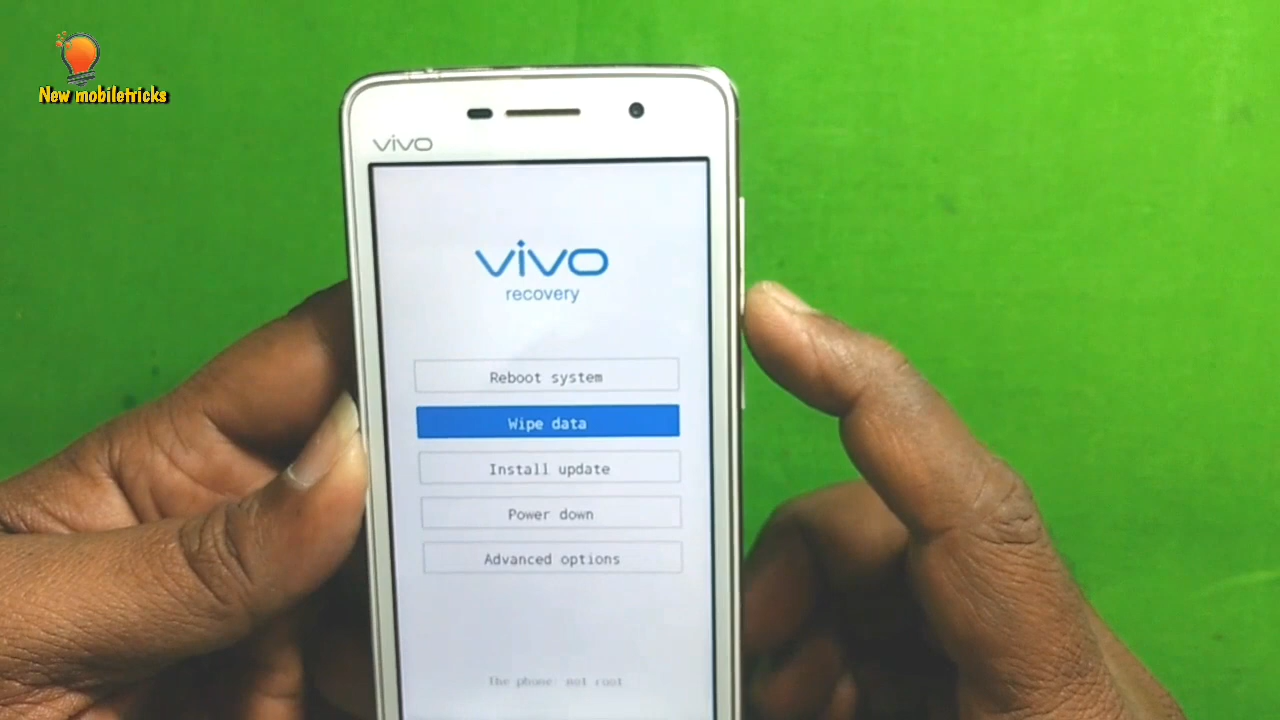 New mobiletricks
vivo
vivo
recovery
Reboot system
Wipe data
Install update
Power down
Advanced options
The phone: not root